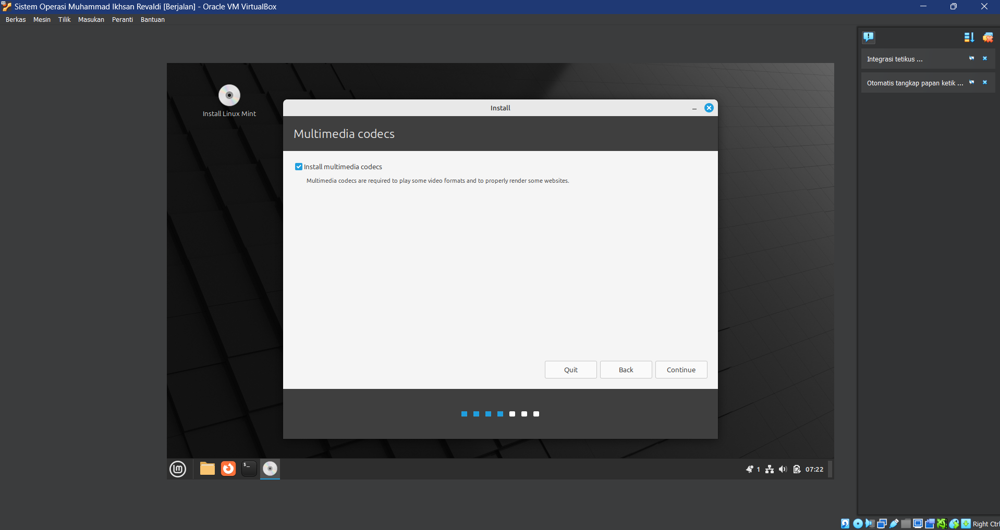 Sistem Operasi Muhammad Ikhsan Revaldi [Berjalan] - Oracle VM VirtualBox
Berkas Mesin Tilik Masukan Peranti Bantuan
Integrasi tetikus ...
Otomatis tangkap papan ketik ...
Install Linux Mint
Install
Multimedia codecs
Install multimedia codecs
Multimedia codecs are required to play some video formats and to properly render some websites.
Quit Back Continue
$_
1 07:22
Right Ctrl